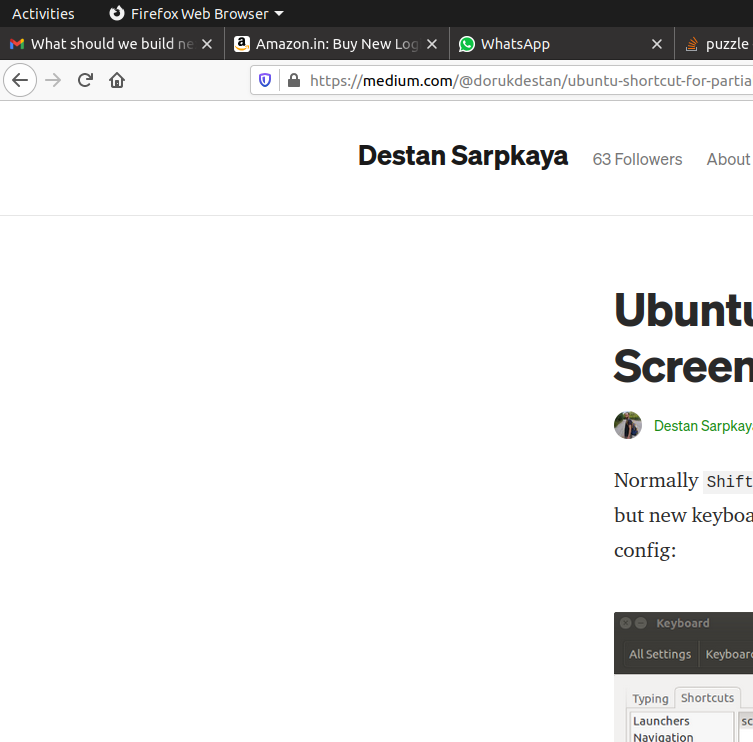 Activities Firefox Web Browser
What should we build ne Amazon.in: Buy New Log WhatsApp puzzle
https://medium.com/@dorukdestan/ubuntu-shortcut-for-partia
Destan Sarpkaya 63 Followers About
Ubuntu
Screen
Destan Sarpkaya
Normally Shift
but new keyboa
config:
Keyboard
All Settings Keyboard
Typing Shortcuts
Launchers sc
Navigation